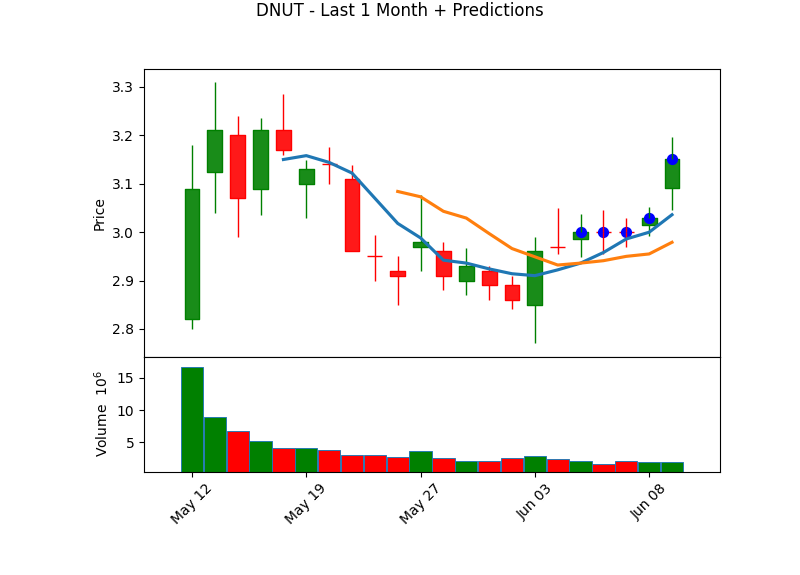 DNUT - Last 1 Month + Predictions
3.3
3.2
3.1
3.0
2.9
2.8
Price
15
10
5
Volume 10^6
May 12
May 19
May 27
Jun 03
Jun 08